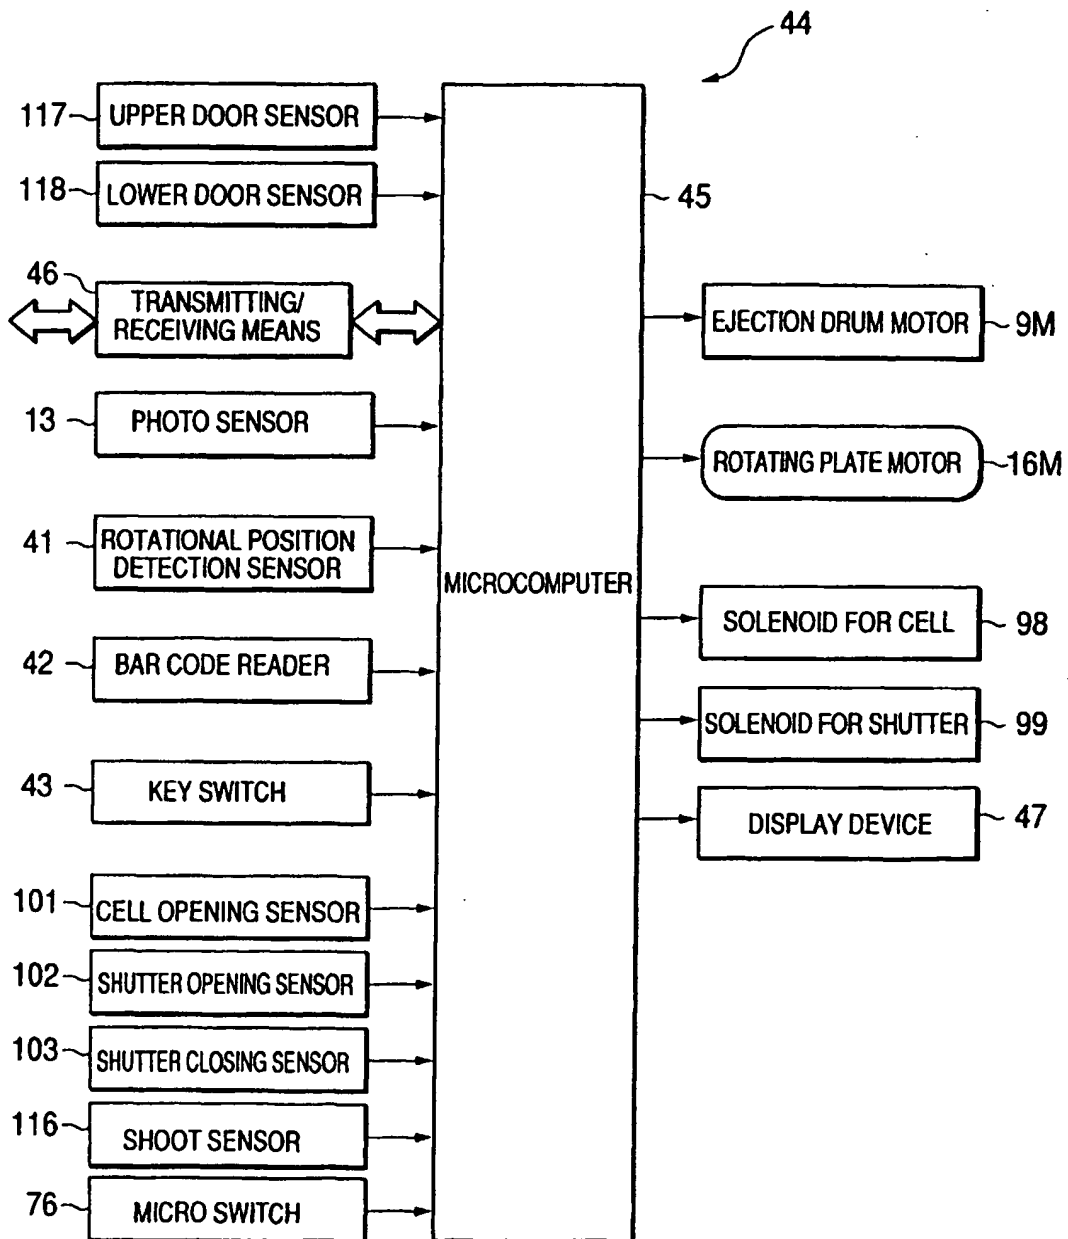 44
117 UPPER DOOR SENSOR
118 LOWER DOOR SENSOR
45
46
TRANSMITTING/
RECEIVING MEANS
EJECTION DRUM MOTOR 9M
13 PHOTO SENSOR
ROTATING PLATE MOTOR 16M
41 ROTATIONAL POSITION
DETECTION SENSOR
MICROCOMPUTER
SOLENOID FOR CELL 98
42 BAR CODE READER
SOLENOID FOR SHUTTER 99
43 KEY SWITCH
DISPLAY DEVICE 47
101 CELL OPENING SENSOR
102 SHUTTER OPENING SENSOR
103 SHUTTER CLOSING SENSOR
116 SHOOT SENSOR
76 MICRO SWITCH